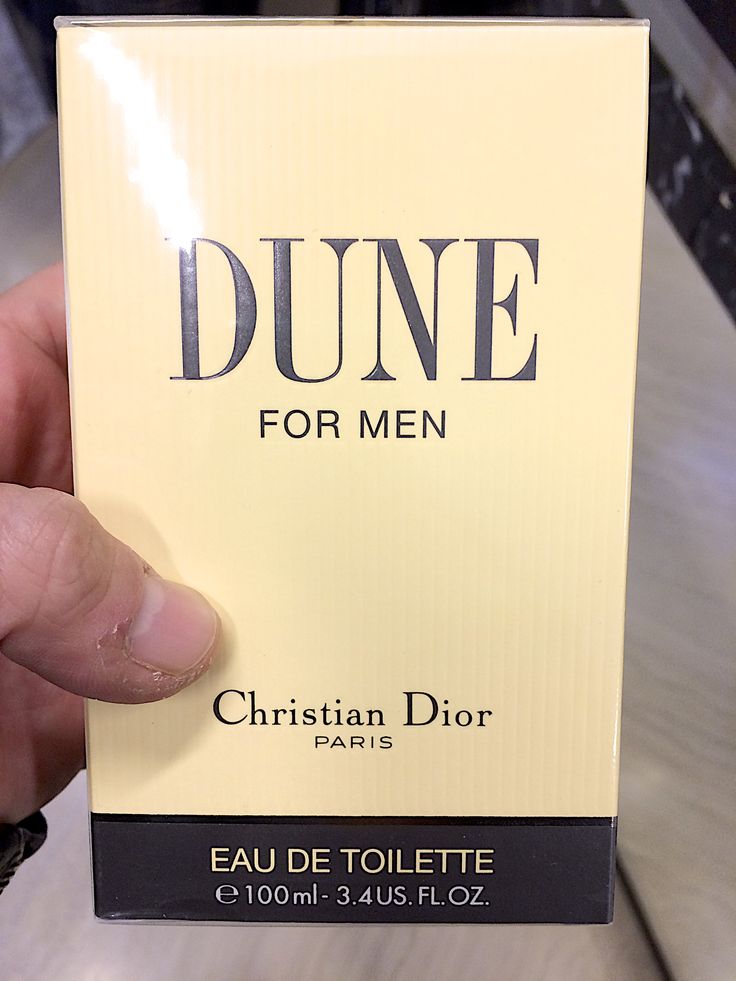 DUNE
FOR MEN
Christian Dior
PARIS
EAU DE TOILETTE
℮100ml - 3.4US. FL. OZ.